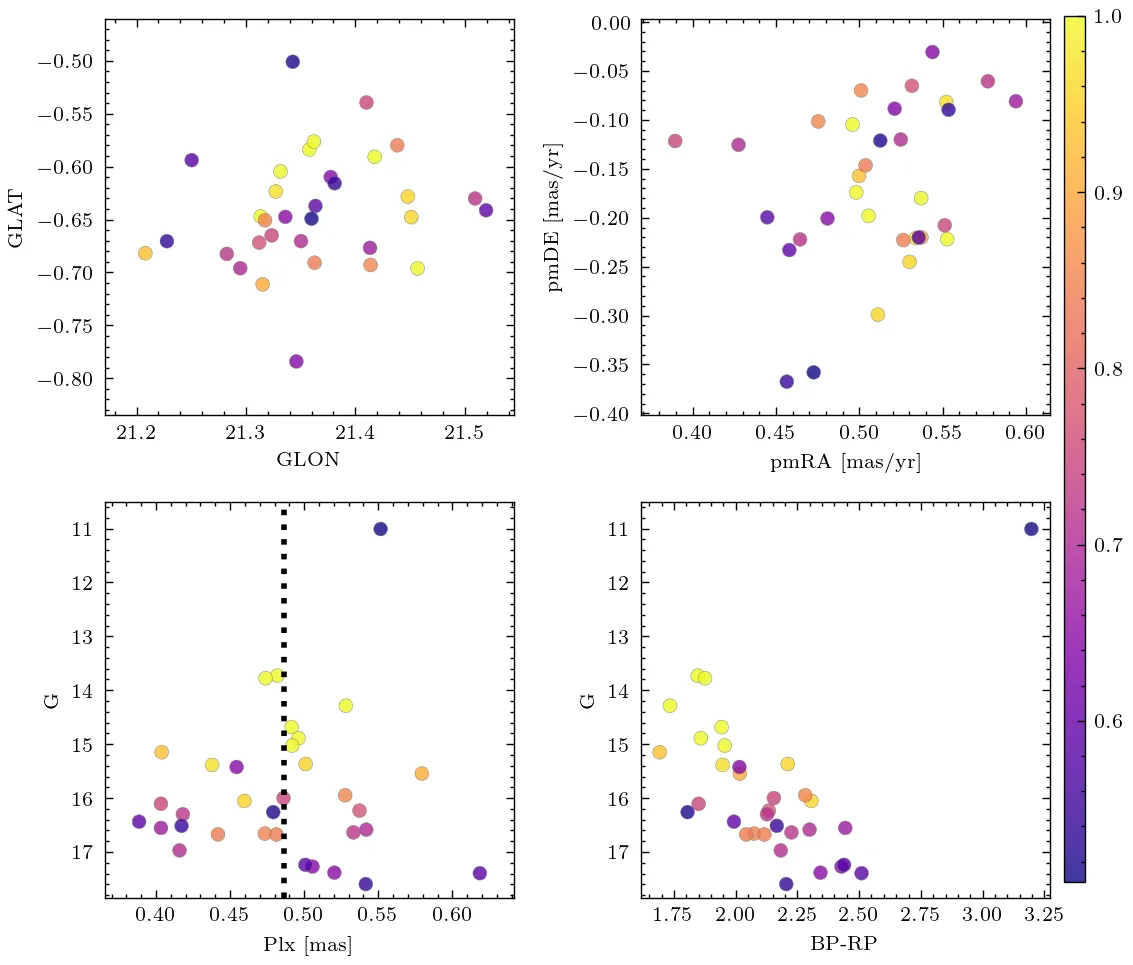 −0.50
−0.55
−0.60
−0.65
−0.70
−0.75
−0.80
GLAT
21.2 21.3 21.4 21.5
GLON
0.00
−0.05
−0.10
−0.15
−0.20
−0.25
−0.30
−0.35
−0.40
pmDE [mas/yr]
0.40 0.45 0.50 0.55 0.60
pmRA [mas/yr]
11
12
13
14
15
16
17
G
0.40 0.45 0.50 0.55 0.60
Plx [mas]
11
12
13
14
15
16
17
G
1.75 2.00 2.25 2.50 2.75 3.00 3.25
BP-RP
1.0
0.9
0.8
0.7
0.6